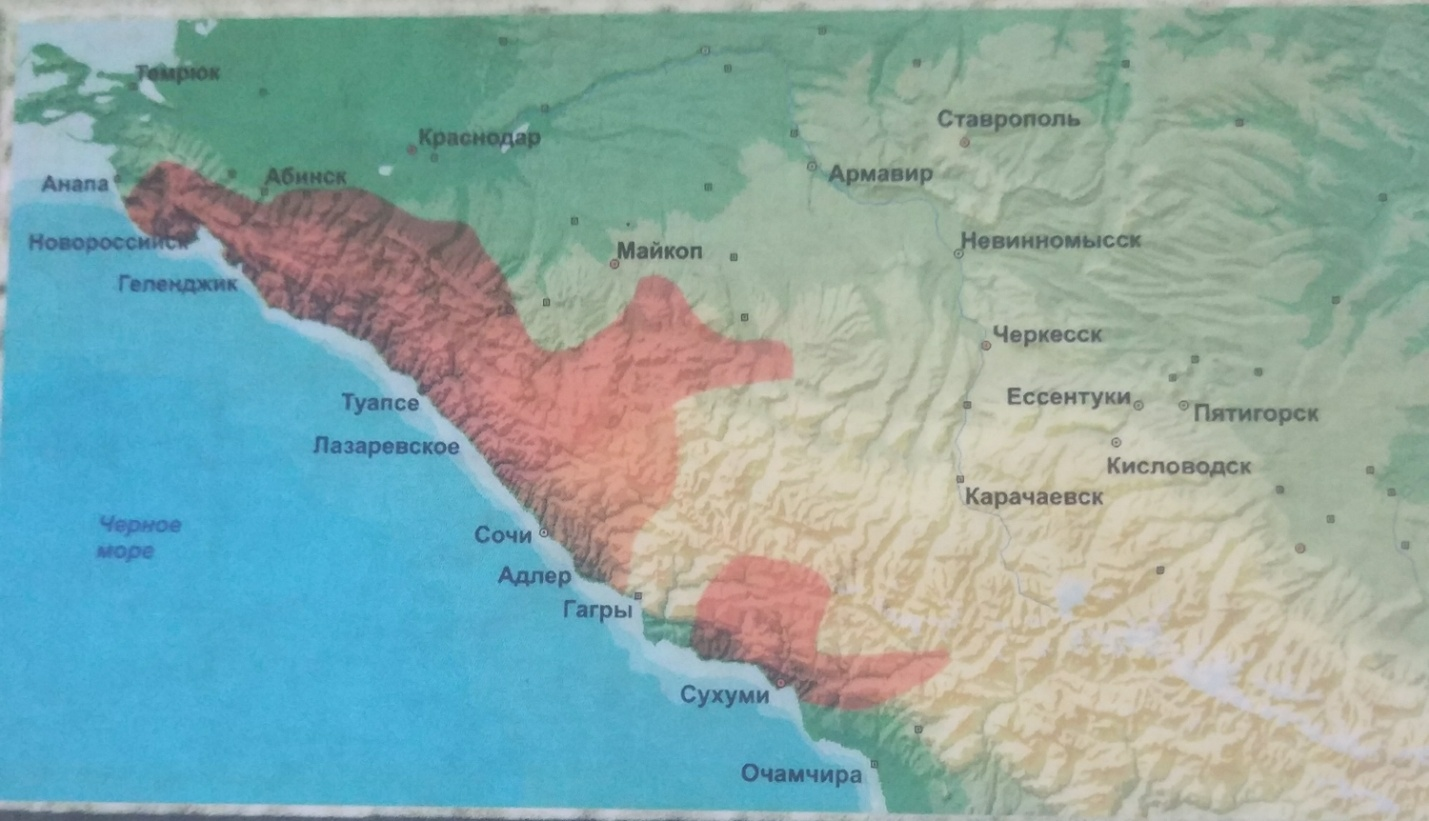 Темрюк
Краснодар
Ставрополь
Анапа
Абинск
Армавир
Новороссийск
Майкоп
Невинномысск
Геленджик
Черкесск
Туапсе
Ессентуки
Пятигорск
Лазаревское
Кисловодск
Карачаевск
Черное
море
Сочи
Адлер
Гагры
Сухуми
Очамчира